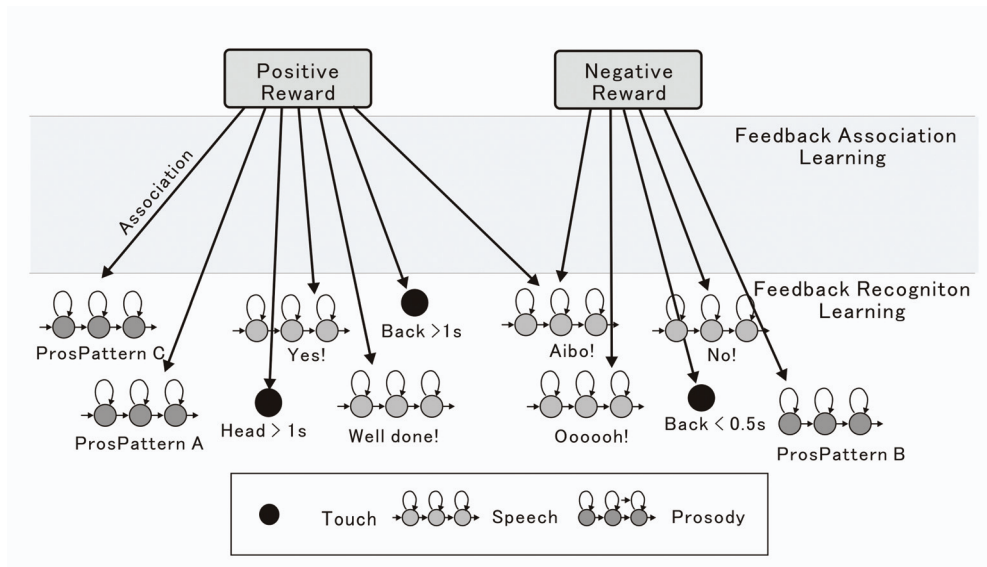 Positive
Reward
Negative
Reward
Feedback Association
Learning
Association
Feedback Recogniton
Learning
ProsPattern C
Yes!
Back >1s
Aibo!
No!
ProsPattern A
Head > 1s
Well done!
Oooooh!
Back < 0.5s
ProsPattern B
Touch
Speech
Prosody